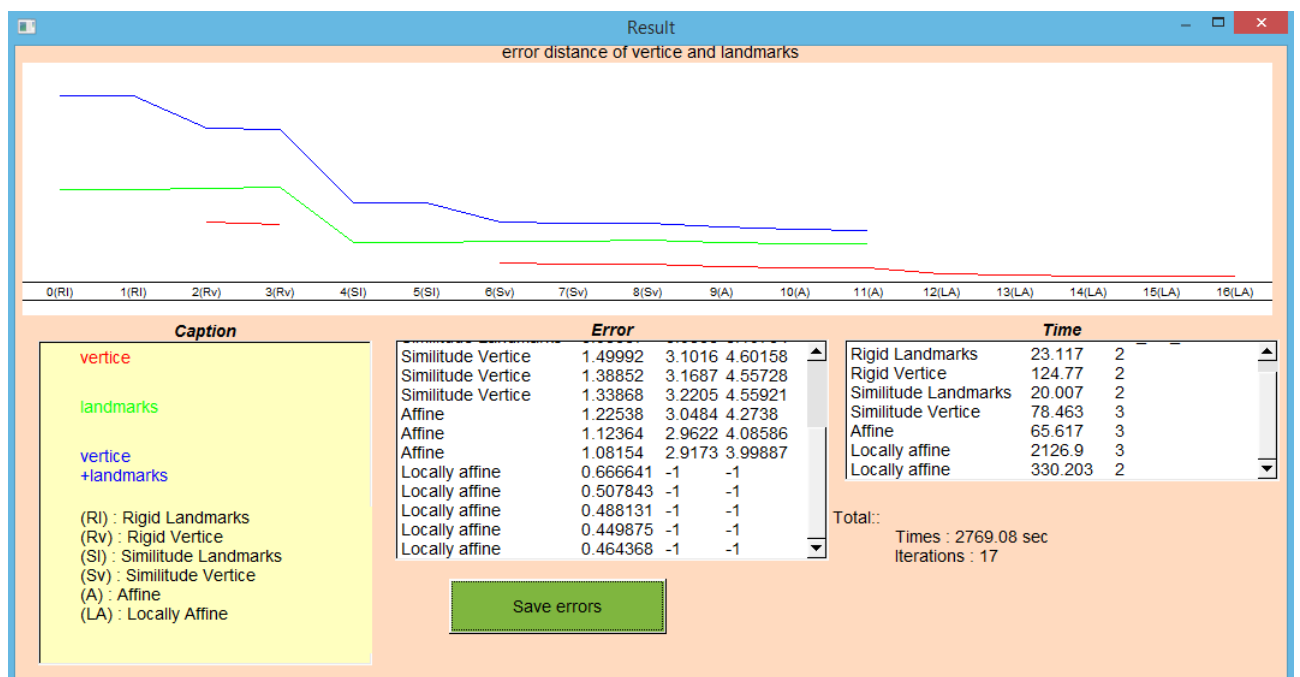 Result
error distance of vertice and landmarks
0(Rl) 1(Rl) 2(Rv) 3(Rv) 4(Sl) 5(Sl) 6(Sv) 7(Sv) 8(Sv) 9(A) 10(A) 11(A) 12(LA) 13(LA) 14(LA) 15(LA) 16(LA)
Caption
vertice
landmarks
vertice
+landmarks
(Rl) : Rigid Landmarks
(Rv) : Rigid Vertice
(Sl) : Similitude Landmarks
(Sv) : Similitude Vertice
(A) : Affine
(LA) : Locally Affine
Error
Similitude Vertice 1.49992 3.1016 4.60158
Similitude Vertice 1.38852 3.1687 4.55728
Similitude Vertice 1.33868 3.2205 4.55921
Affine 1.22538 3.0484 4.2738
Affine 1.12364 2.9622 4.08586
Affine 1.08154 2.9173 3.99887
Locally affine 0.666641 -1 -1
Locally affine 0.507843 -1 -1
Locally affine 0.488131 -1 -1
Locally affine 0.449875 -1 -1
Locally affine 0.464368 -1 -1
Save errors
Time
Rigid Landmarks 23.117 2
Rigid Vertice 124.77 2
Similitude Landmarks 20.007 2
Similitude Vertice 78.463 3
Affine 65.617 3
Locally affine 2126.9 3
Locally affine 330.203 2
Total::
Times : 2769.08 sec
Iterations : 17